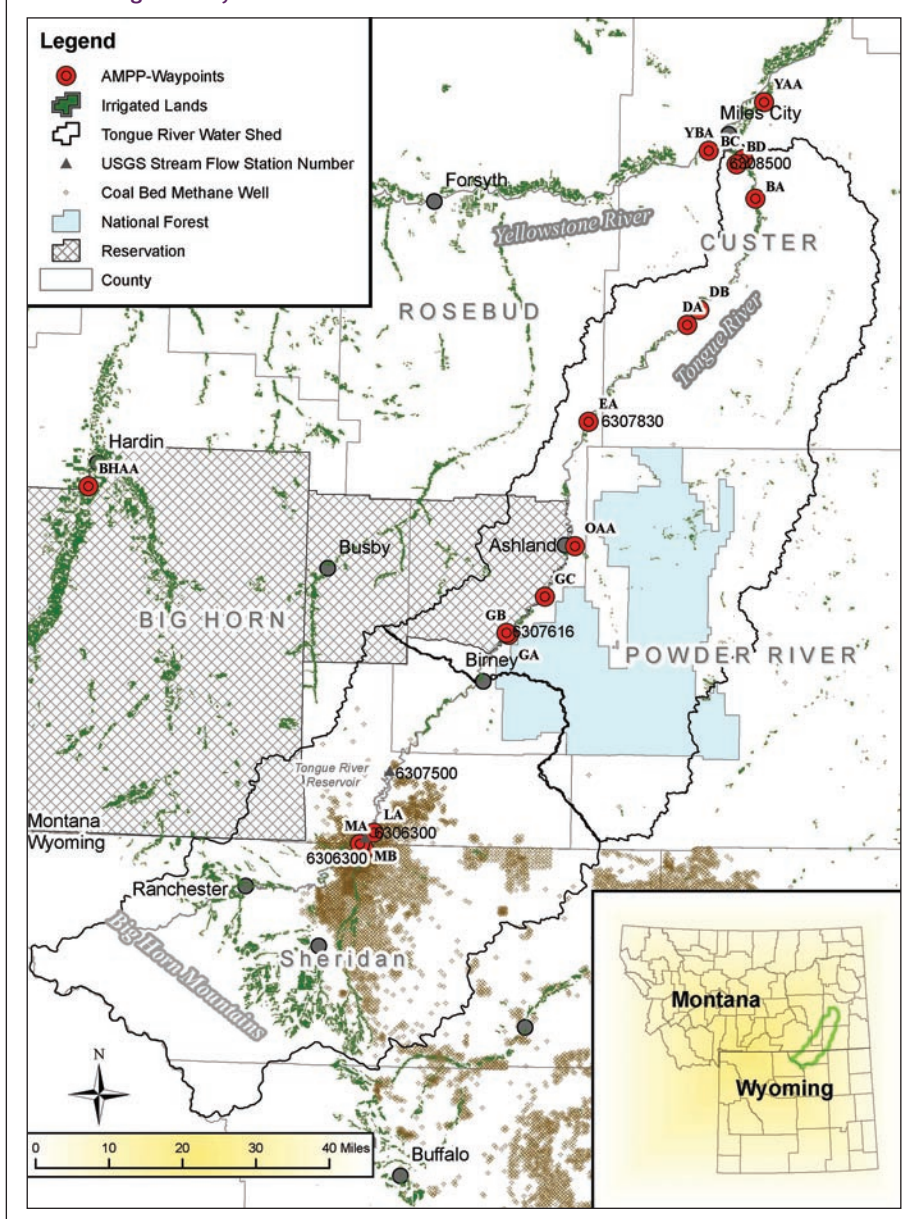 Legend
AMPP-Waypoints
Irrigated Lands
Tongue River Water Shed
USGS Stream Flow Station Number
Coal Bed Methane Well
National Forest
Reservation
County
YAA
Miles City
YBA
BC
BD
6308500
BA
Forsyth
Yellowstone River
CUSTER
ROSEBUD
DB
DA
Tongue River
EA
6307830
Hardin
BHAA
OAA
Ashland
Busby
GC
BIG HORN
GB
6307616
GA
POWDER RIVER
Birney
Tongue River
Reservoir
6307500
Montana
Wyoming
LA
MA
6306300
6306300
MB
Ranchester
Big Horn Mountains
Sheridan
N
0 10 20 30 40 Miles
Buffalo
Montana
Wyoming